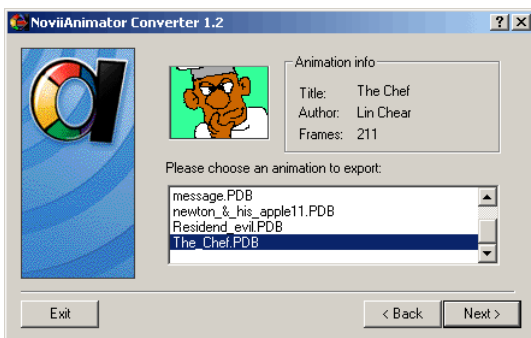 NoviiAnimator Converter 1.2
Animation info
Title: The Chef
Author: Lin Chear
Frames: 211
Please choose an animation to export:
message.PDB
newton_&_his_apple11.PDB
Residend_evil.PDB
The_Chef.PDB
Exit
< Back
Next >